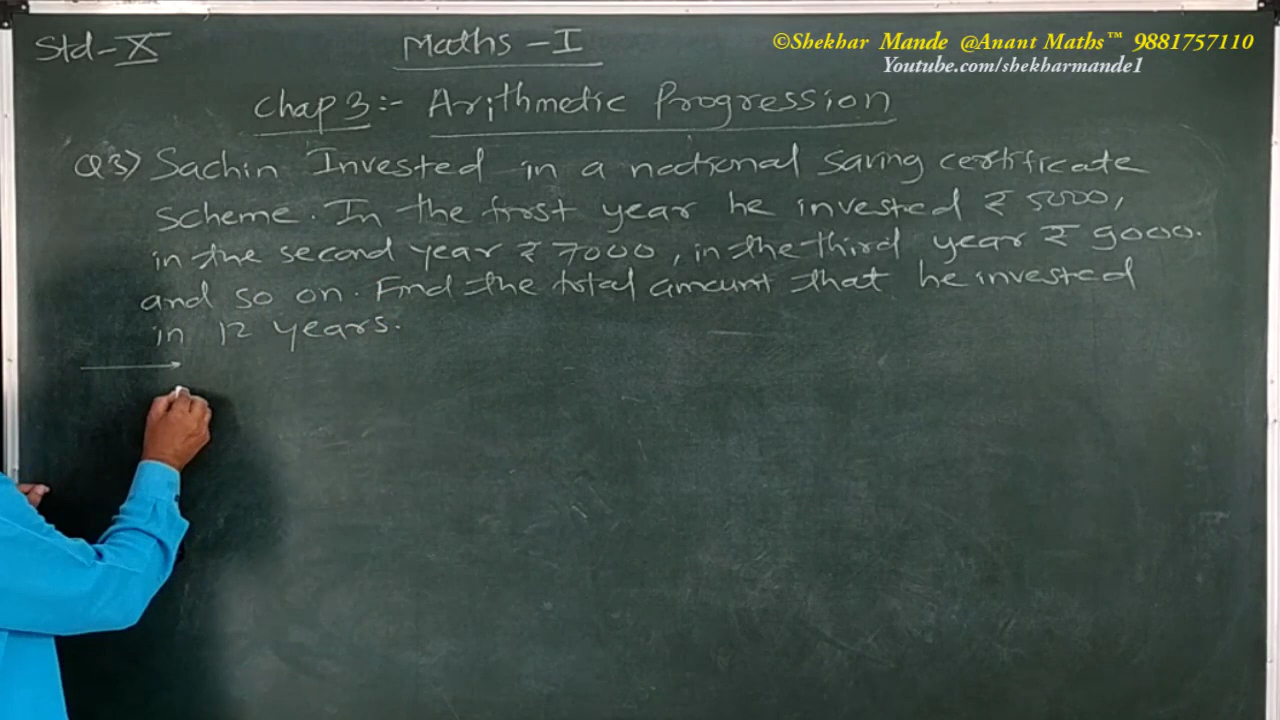 Std-X
Maths - I
©Shekhar Mande @Anant Maths™ 9881757110
Youtube.com/shekharmande1
Chap 3:- Arithmetic Progression
Q3) Sachin Invested in a national saving certificate
scheme. In the first year he invested ₹ 5000,
in the second year ₹ 7000, in the third year ₹ 9000.
and so on. Find the total amount that he invested
in 12 years.